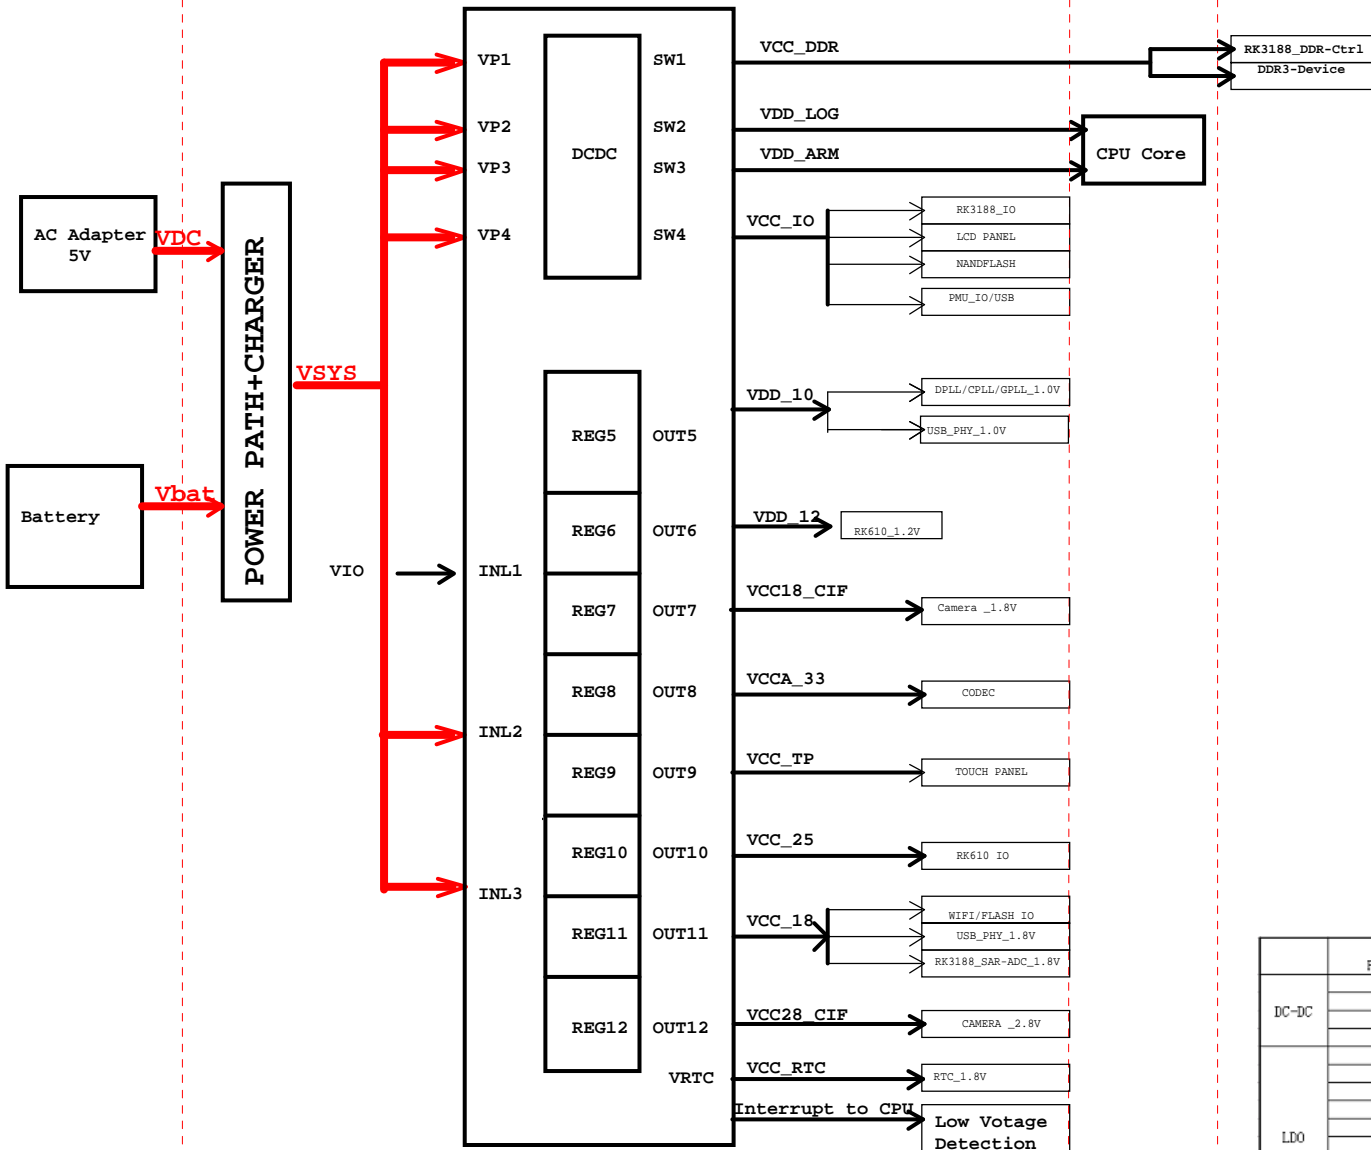 AC Adapter
5V
VDC
Battery
Vbat
POWER PATH+CHARGER
VSYS
VIO
VP1
VP2
VP3
VP4
INL1
INL2
INL3
DCDC
REG5
REG6
REG7
REG8
REG9
REG10
REG11
REG12
SW1
SW2
SW3
SW4
OUT5
OUT6
OUT7
OUT8
OUT9
OUT10
OUT11
OUT12
VRTC
VCC_DDR
RK3188_DDR-Ctrl
DDR3-Device
VDD_LOG
VDD_ARM
CPU Core
VCC_IO
RK3188_IO
LCD PANEL
NANDFLASH
PMU_IO/USB
VDD_10
DPLL/CPLL/GPLL_1.0V
USB_PHY_1.0V
VDD_12
RK610_1.2V
VCC18_CIF
Camera _1.8V
VCCA_33
CODEC
VCC_TP
TOUCH PANEL
VCC_25
RK610 IO
VCC_18
WIFI/FLASH IO
USB_PHY_1.8V
RK3188_SAR-ADC_1.8V
VCC28_CIF
CAMERA _2.8V
VCC_RTC
RTC_1.8V
Interrupt to CPU
Low Votage
Detection
DC-DC
LDO